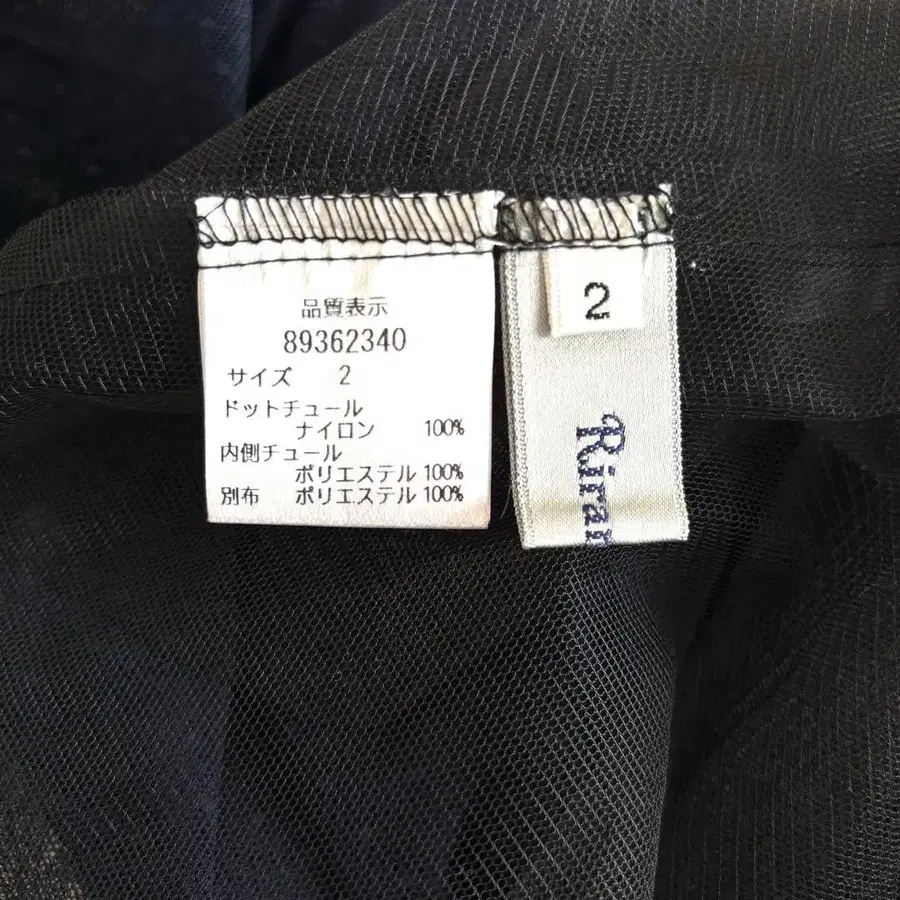 品質表示
89362340
サイズ 2
ドットチュール
ナイロン 100%
内側チュール
ポリエステル 100%
別布 ポリエステル 100%
2